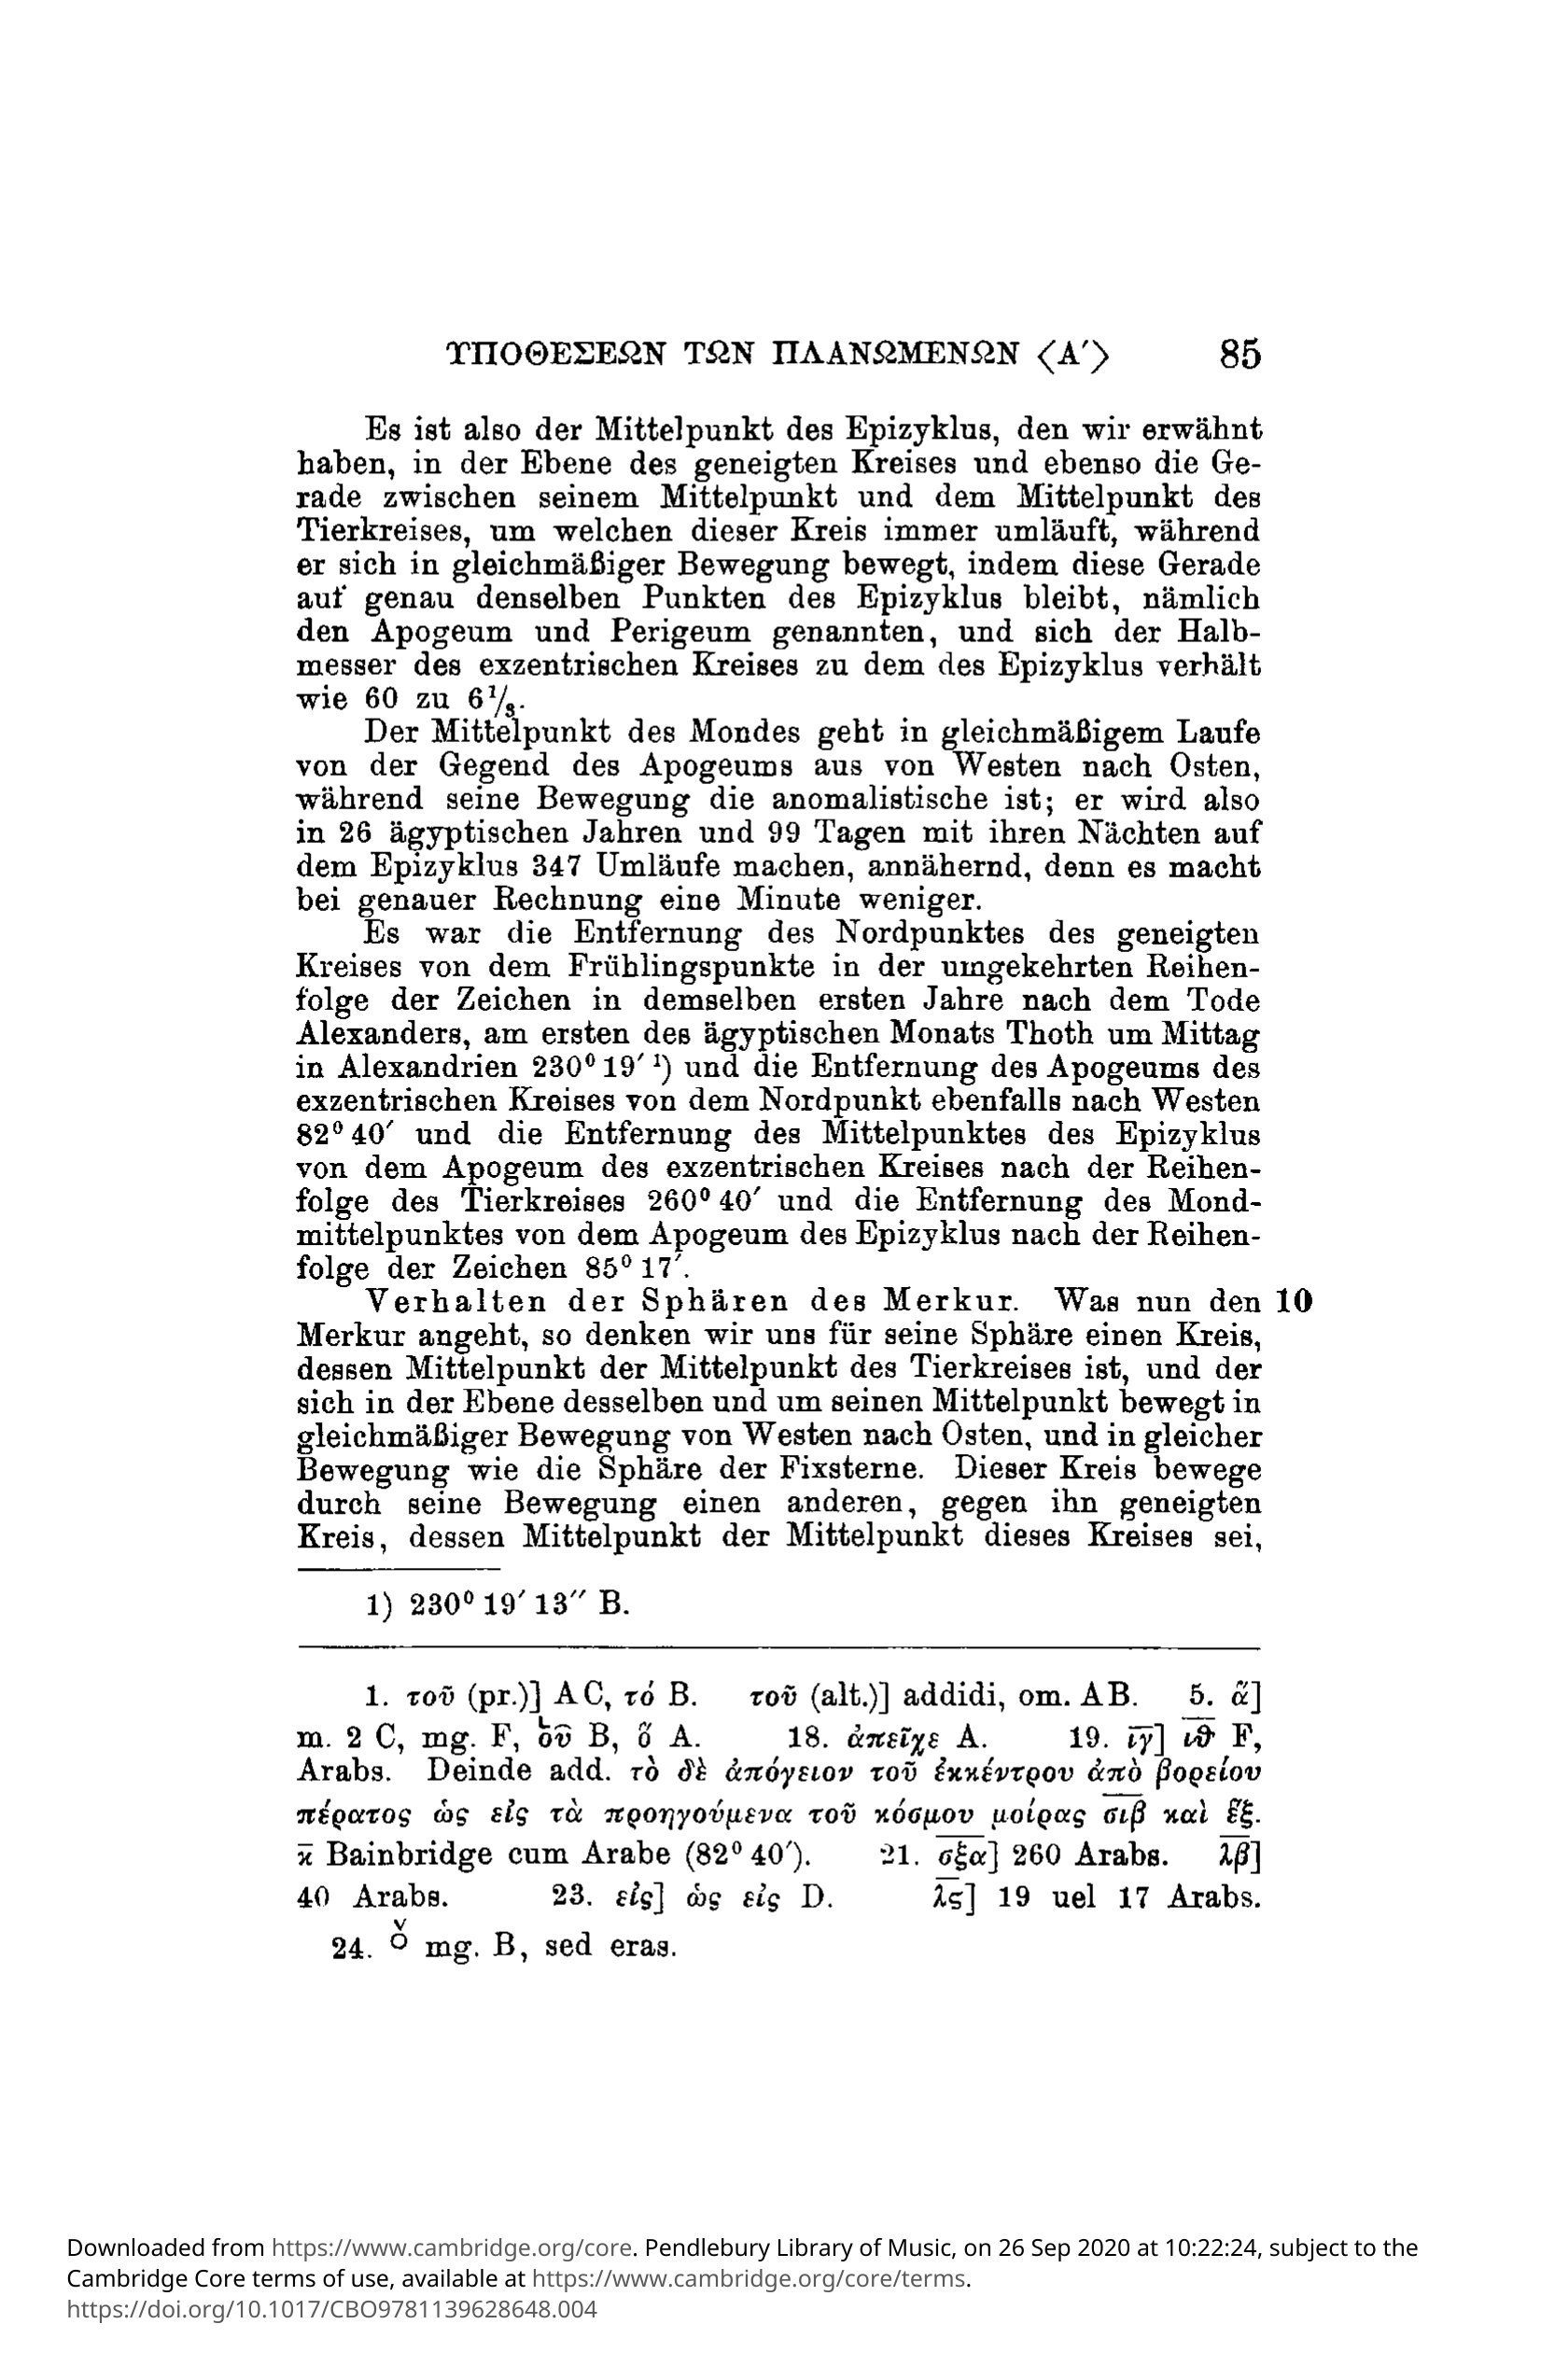 ΥΠΟΘΕΣΕΩΝ ΤΩΝ ΠΛΑΝΩΜΕΝΩΝ ⟨Α′⟩ 85
Es ist also der Mittelpunkt des Epizyklus, den wir erwähnt
haben, in der Ebene des geneigten Kreises und ebenso die Ge-
rade zwischen seinem Mittelpunkt und dem Mittelpunkt des
Tierkreises, um welchen dieser Kreis immer umläuft, während
er sich in gleichmäßiger Bewegung bewegt, indem diese Gerade
auf genau denselben Punkten des Epizyklus bleibt, nämlich
den Apogeum und Perigeum genannten, und sich der Halb-
messer des exzentrischen Kreises zu dem des Epizyklus verhält
wie 60 zu 6¹/₃.
Der Mittelpunkt des Mondes geht in gleichmäßigem Laufe
von der Gegend des Apogeums aus von Westen nach Osten,
während seine Bewegung die anomalistische ist; er wird also
in 26 ägyptischen Jahren und 99 Tagen mit ihren Nächten auf
dem Epizyklus 347 Umläufe machen, annähernd, denn es macht
bei genauer Rechnung eine Minute weniger.
Es war die Entfernung des Nordpunktes des geneigten
Kreises von dem Frühlingspunkte in der umgekehrten Reihen-
folge der Zeichen in demselben ersten Jahre nach dem Tode
Alexanders, am ersten des ägyptischen Monats Thoth um Mittag
in Alexandrien 230⁰ 19′ ¹) und die Entfernung des Apogeums des
exzentrischen Kreises von dem Nordpunkt ebenfalls nach Westen
82⁰ 40′ und die Entfernung des Mittelpunktes des Epizyklus
von dem Apogeum des exzentrischen Kreises nach der Reihen-
folge des Tierkreises 260⁰ 40′ und die Entfernung des Mond-
mittelpunktes von dem Apogeum des Epizyklus nach der Reihen-
folge der Zeichen 85⁰ 17′.
Verhalten der Sphären des Merkur. Was nun den 10
Merkur angeht, so denken wir uns für seine Sphäre einen Kreis,
dessen Mittelpunkt der Mittelpunkt des Tierkreises ist, und der
sich in der Ebene desselben und um seinen Mittelpunkt bewegt in
gleichmäßiger Bewegung von Westen nach Osten, und in gleicher
Bewegung wie die Sphäre der Fixsterne. Dieser Kreis bewege
durch seine Bewegung einen anderen, gegen ihn geneigten
Kreis, dessen Mittelpunkt der Mittelpunkt dieses Kreises sei,
1) 230⁰ 19′ 13″ B.
1. τοῦ (pr.)] AC, τό B. τοῦ (alt.)] addidi, om. AB. 5. ἅ]
m. 2 C, mg. F, B, ὅ A. 18. ἀπεῖχε A. 19. ι̅γ̅] ι̅θ̅ F,
Arabs. Deinde add. τὸ δὲ ἀπόγειον τοῦ ἐκκέντρου ἀπὸ βορείου
πέρατος ὡς εἰς τὰ προηγούμενα τοῦ κόσμου μοίρας σ̅ι̅β̅ καὶ ἕξ.
κ̅ Bainbridge cum Arabe (82⁰ 40′). 21. σ̅ξ̅α̅] 260 Arabs. λ̅β̅]
40 Arabs. 23. εἰς] ὡς εἰς D. λ̅ς̅] 19 uel 17 Arabs.
24. mg. B, sed eras.
Downloaded from https://www.cambridge.org/core. Pendlebury Library of Music, on 26 Sep 2020 at 10:22:24, subject to the
Cambridge Core terms of use, available at https://www.cambridge.org/core/terms.
https://doi.org/10.1017/CBO9781139628648.004